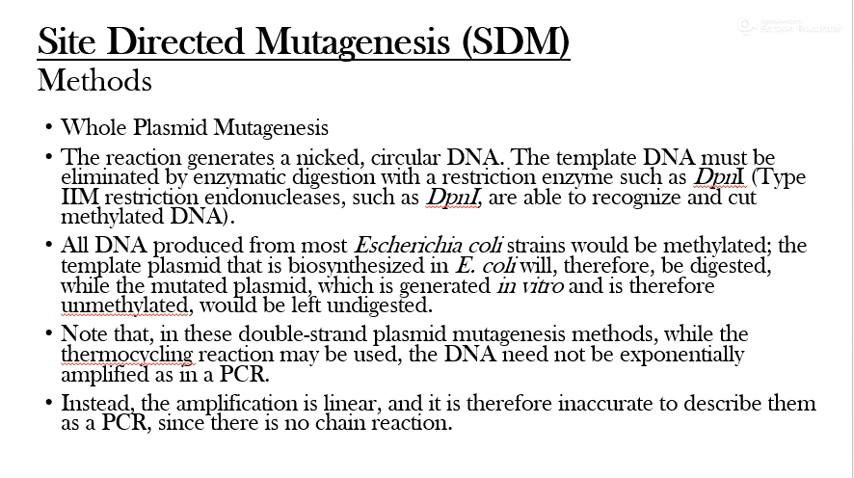 Site Directed Mutagenesis (SDM)
Methods
• Whole Plasmid Mutagenesis
• The reaction generates a nicked, circular DNA. The template DNA must be
eliminated by enzymatic digestion with a restriction enzyme such as DpnI (Type
IIM restriction endonucleases, such as DpnI, are able to recognize and cut
methylated DNA).
• All DNA produced from most Escherichia coli strains would be methylated; the
template plasmid that is biosynthesized in E. coli will, therefore, be digested,
while the mutated plasmid, which is generated in vitro and is therefore
unmethylated, would be left undigested.
• Note that, in these double-strand plasmid mutagenesis methods, while the
thermocycling reaction may be used, the DNA need not be exponentially
amplified as in a PCR.
• Instead, the amplification is linear, and it is therefore inaccurate to describe them
as a PCR, since there is no chain reaction.